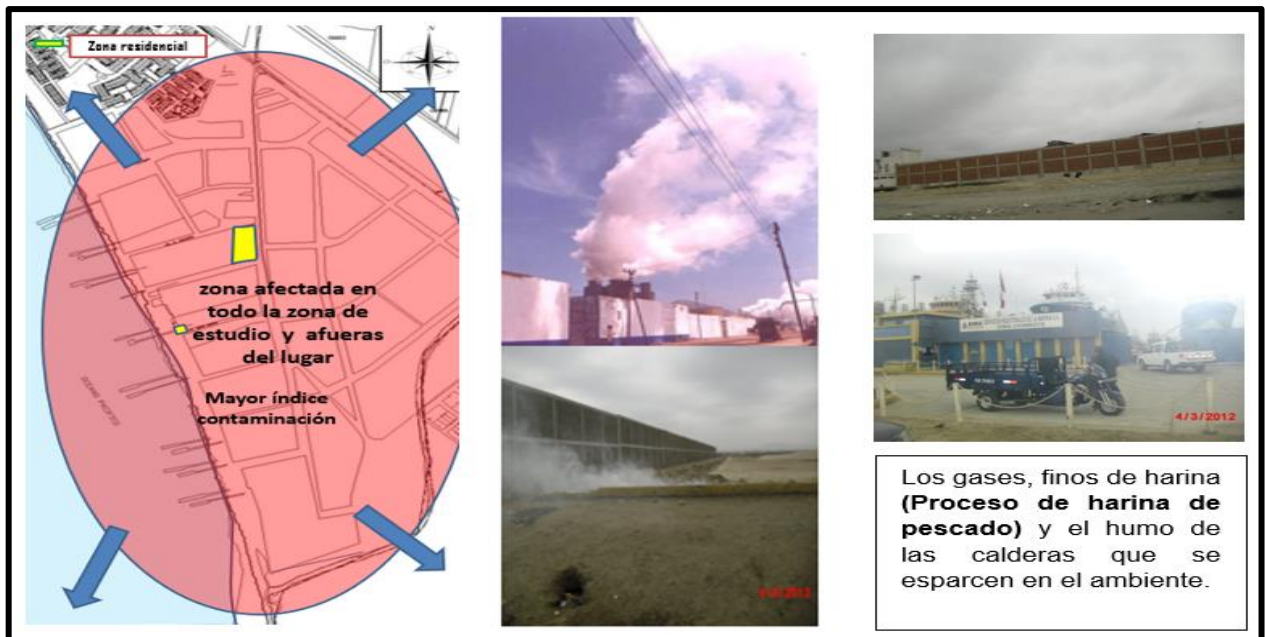 Zona residencial
N
zona afectada en
todo la zona de
estudio y afueras
del lugar
Mayor índice
contaminación
OCEANO PACIFICO
4/3/2012
Los gases, finos de harina
(Proceso de harina de
pescado) y el humo de
las calderas que se
esparcen en el ambiente.